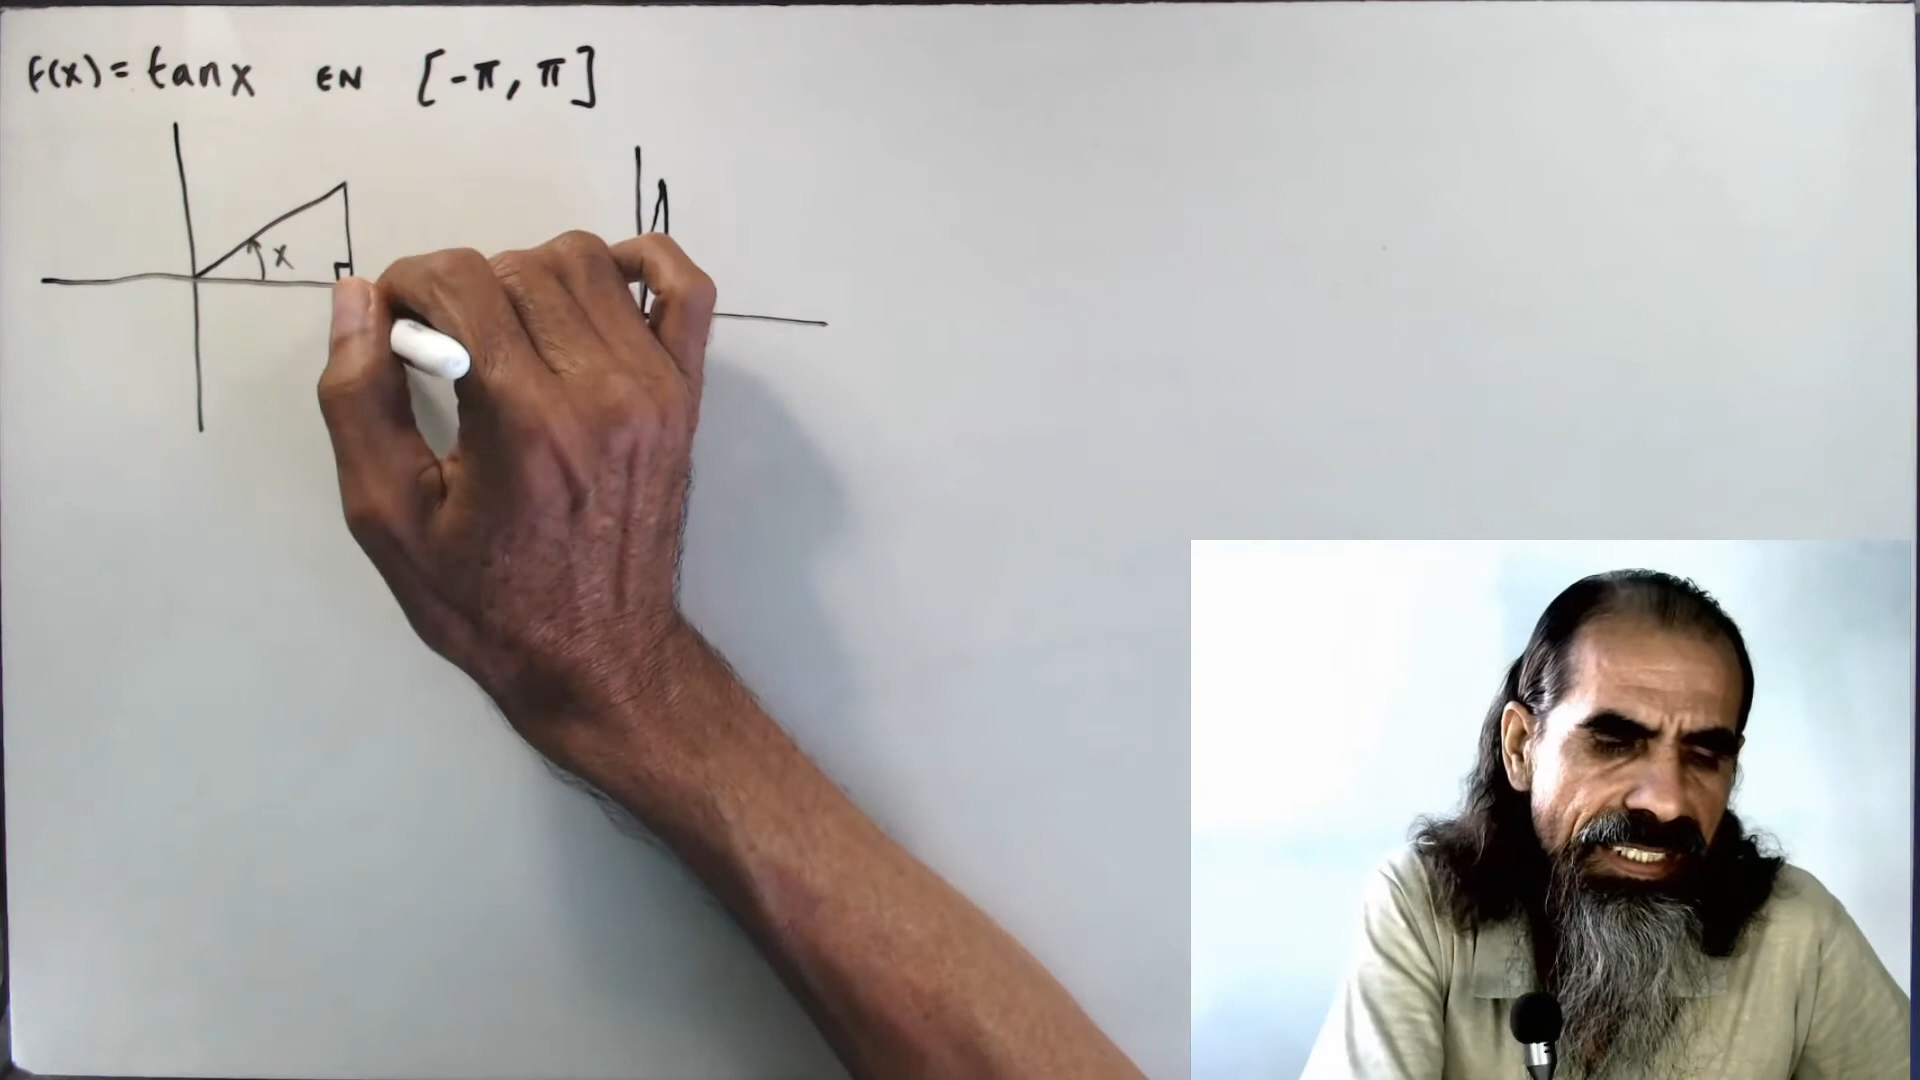 f(x) = tan x EN [-π, π]
x